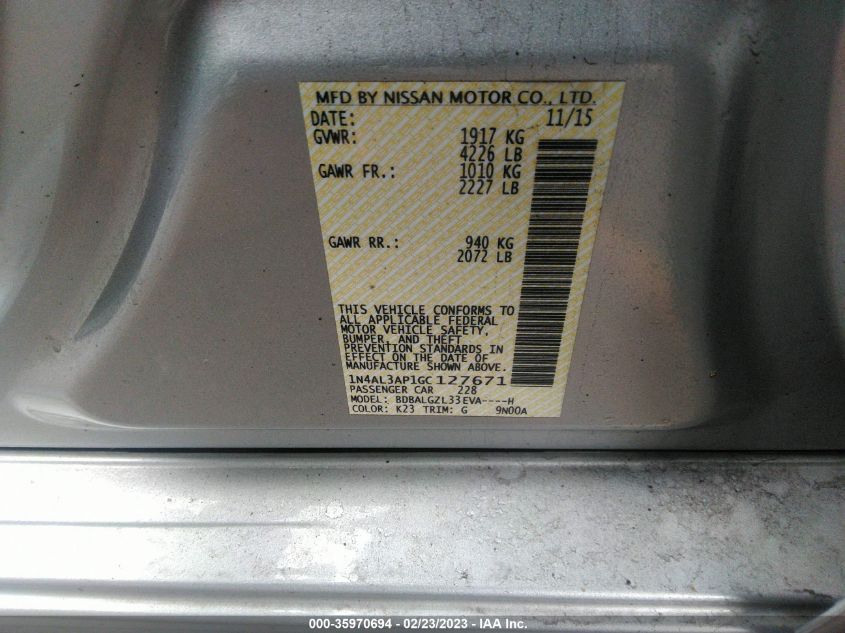 MFD BY NISSAN MOTOR CO., LTD.
DATE: 11/15
GVWR: 1917 KG
4226 LB
GAWR FR.: 1010 KG
2227 LB
GAWR RR.: 940 KG
2072 LB
THIS VEHICLE CONFORMS TO
ALL APPLICABLE FEDERAL
MOTOR VEHICLE SAFETY,
BUMPER, AND THEFT
PREVENTION STANDARDS IN
EFFECT ON THE DATE OF
MANUFACTURE SHOWN ABOVE.
1N4AL3AP1GC127671
PASSENGER CAR 228
MODEL: BDBALGZL33EVA----H
COLOR: K23 TRIM: G 9N00A
000-35970694 - 02/23/2023 - IAA Inc.